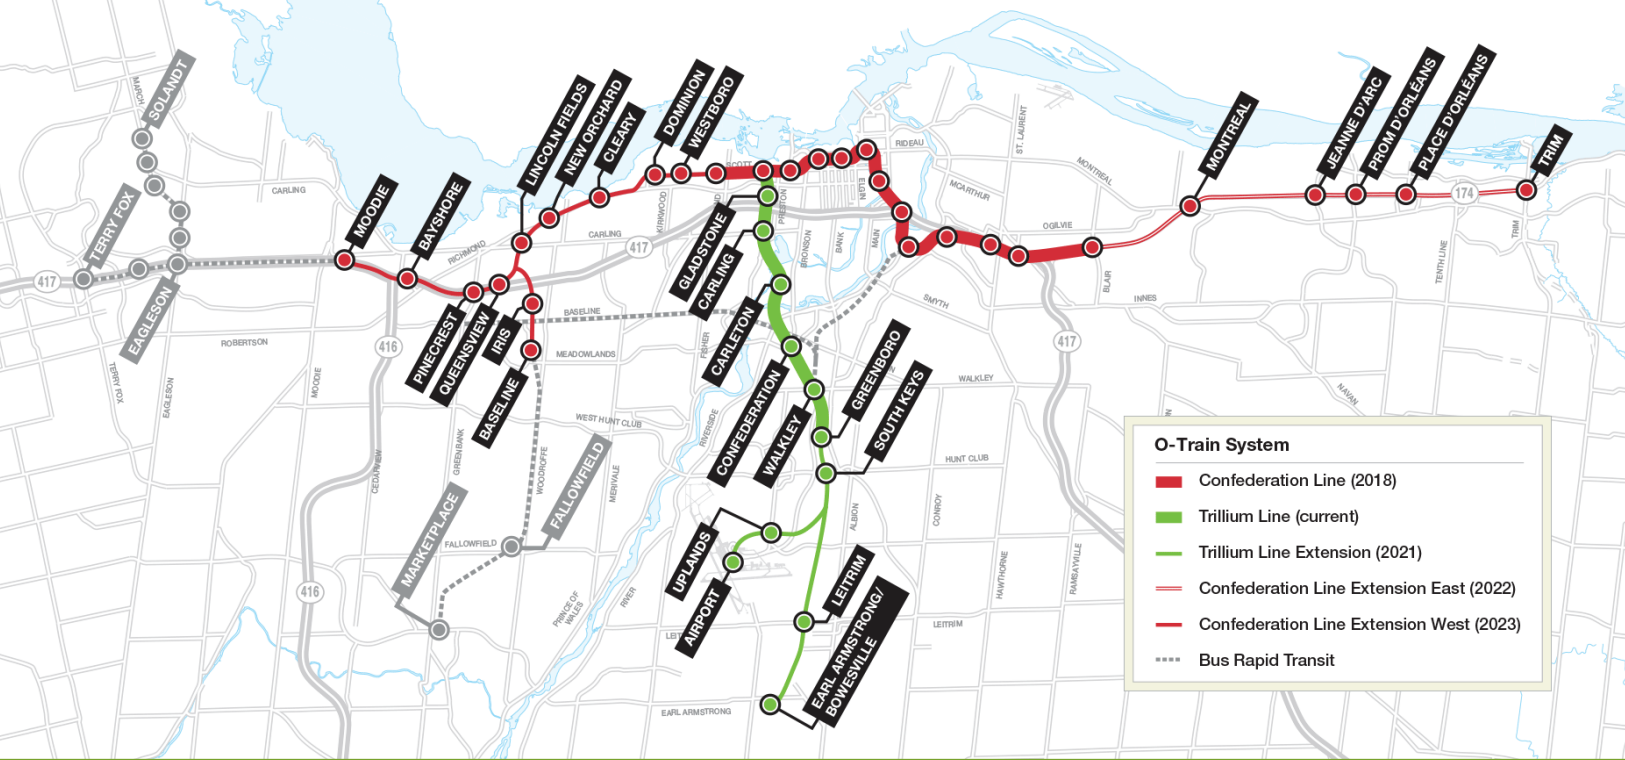 SOLANDT
MARCH
TERRY FOX
417
EAGLESON
CARLING
MOODIE
BAYSHORE
RICHMOND
LINCOLN FIELDS
NEW ORCHARD
CLEARY
DOMINION
WESTBORO
SCOTT
KIRKWOOD
CARLING
417
PRESTON
RIDEAU
ELGIN
ST. LAURENT
MONTREAL
MCARTHUR
OGILVIE
MONTREAL
JEANNE D'ARC
PROM D'ORLÉANS
PLACE D'ORLÉANS
TRIM
174
TRIM
TENTH LINE
BLAIR
INNES
417
SMYTH
BRONSON
BANK
MAIN
GLADSTONE
CARLING
CARLETON
CONFEDERATION
WALKLEY
GREENBORO
SOUTH KEYS
PINECREST
QUEENSVIEW
IRIS
BASELINE
BASELINE
MEADOWLANDS
FISHER
ROBERTSON
416
TERRY FOX
EAGLESON
MOODIE
WEST HUNT CLUB
RIVERSIDE
CEDARVIEW
GREENBANK
WOODROFFE
MERIVALE
FALLOWFIELD
MARKETPLACE
FALLOWFIELD
416
PRINCE OF
WALES
RIVER
UPLANDS
AIRPORT
LEITRIM
EARL ARMSTRONG/
BOWESVILLE
EARL ARMSTRONG
LEITRIM
ALBION
CONROY
HUNT CLUB
WALKLEY
HAWTHORNE
RAMSAYVILLE
NAVAN
O-Train System
Confederation Line (2018)
Trillium Line (current)
Trillium Line Extension (2021)
Confederation Line Extension East (2022)
Confederation Line Extension West (2023)
Bus Rapid Transit